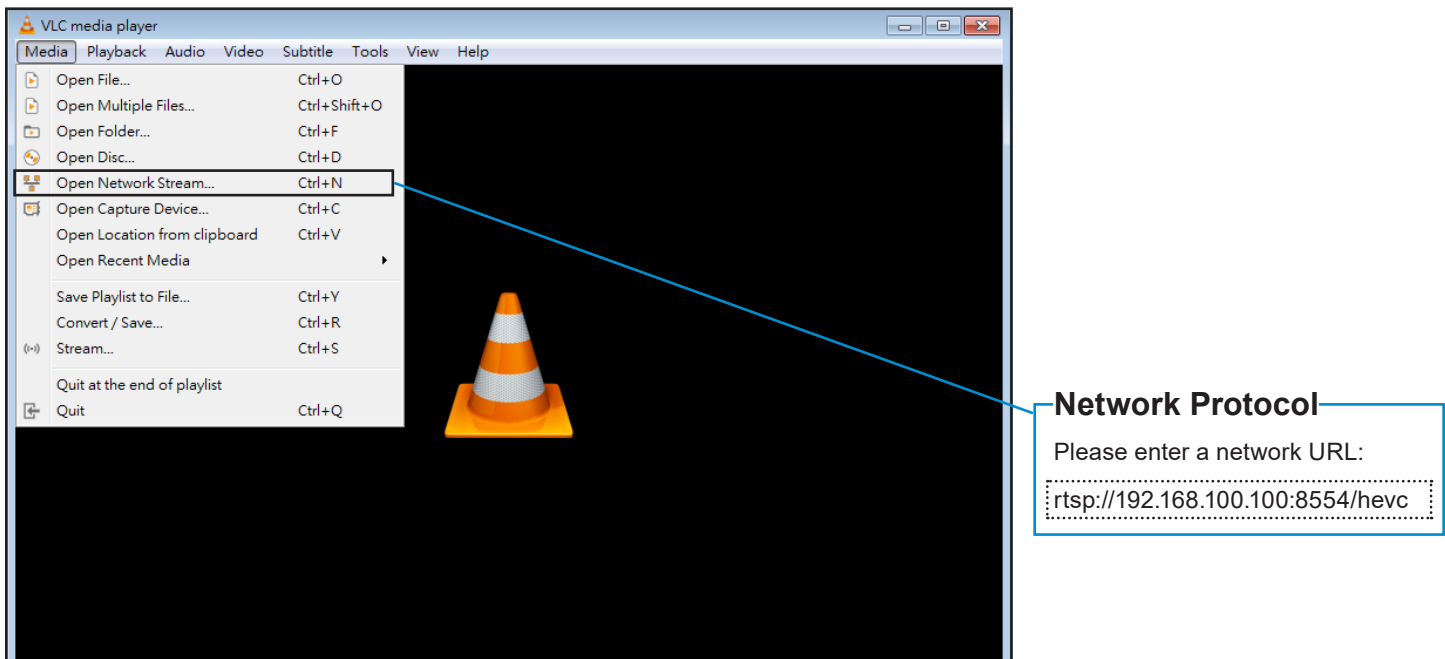 VLC media player
Media Playback Audio Video Subtitle Tools View Help
Open File... Ctrl+O
Open Multiple Files... Ctrl+Shift+O
Open Folder... Ctrl+F
Open Disc... Ctrl+D
Open Network Stream... Ctrl+N
Open Capture Device... Ctrl+C
Open Location from clipboard Ctrl+V
Open Recent Media
Save Playlist to File... Ctrl+Y
Convert / Save... Ctrl+R
Stream... Ctrl+S
Quit at the end of playlist
Quit Ctrl+Q
Network Protocol
Please enter a network URL:
rtsp://192.168.100.100:8554/hevc